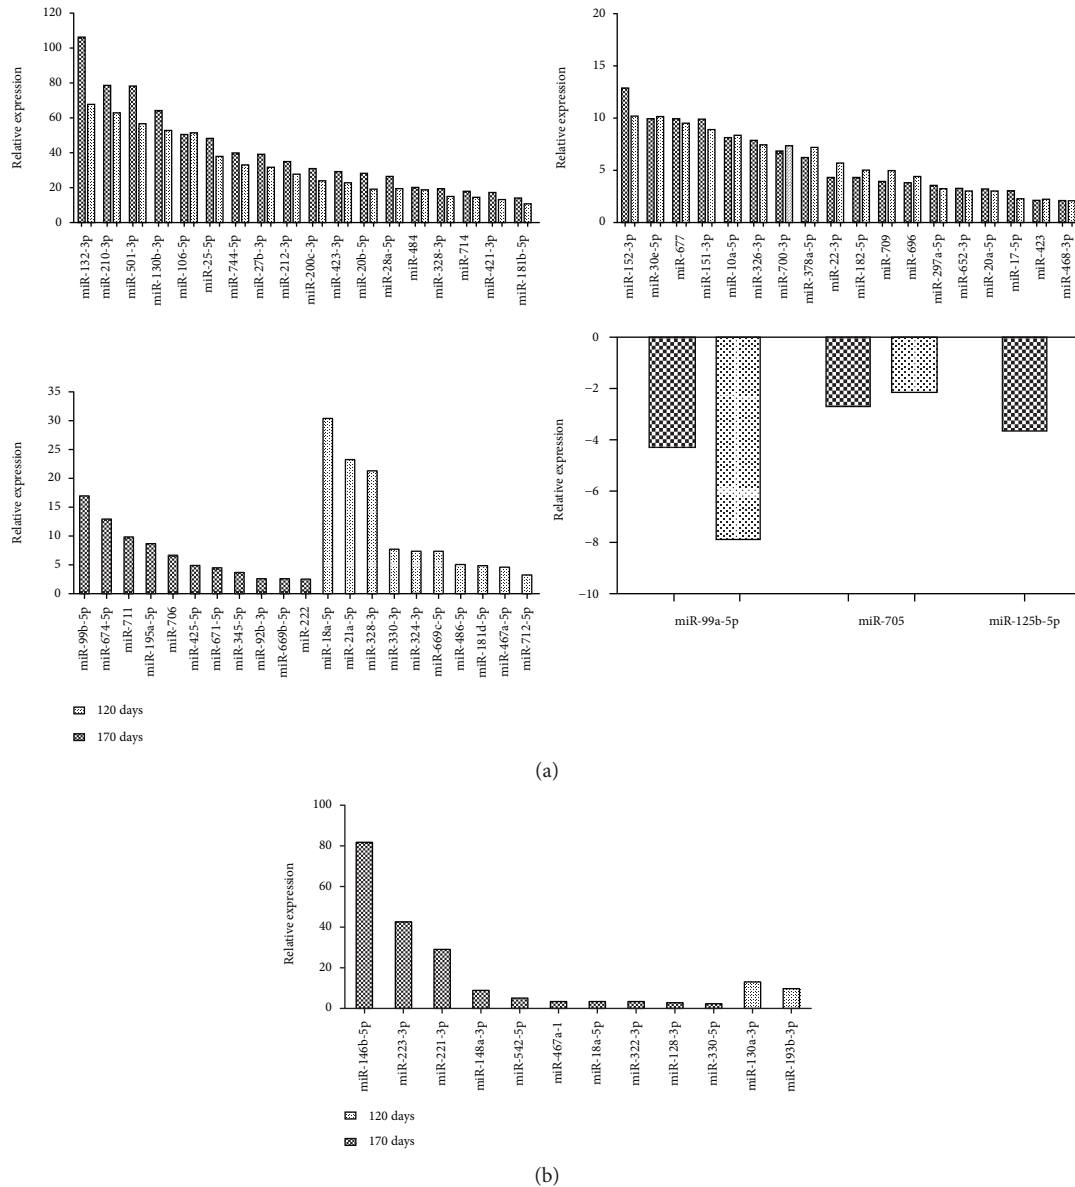 120
100
80
60
40
20
0
Relative expression
miR-132-3p
miR-210-3p
miR-501-3p
miR-130b-3p
miR-106-5p
miR-25-5p
miR-744-5p
miR-27b-3p
miR-212-3p
miR-200c-3p
miR-423-3p
miR-20b-5p
miR-28a-5p
miR-484
miR-328-3p
miR-714
miR-421-3p
miR-181b-5p
20
15
10
5
0
Relative expression
miR-152-3p
miR-30e-5p
miR-677
miR-151-3p
miR-10a-5p
miR-326-3p
miR-700-3p
miR-378a-5p
miR-22-3p
miR-182-5p
miR-709
miR-696
miR-297a-5p
miR-652-3p
miR-20a-5p
miR-17-5p
miR-423
miR-468-3p
35
30
25
20
15
10
5
0
Relative expression
miR-99b-5p
miR-674-5p
miR-711
miR-195a-5p
miR-706
miR-425-5p
miR-671-5p
miR-345-5p
miR-92b-3p
miR-669b-5p
miR-222
miR-18a-5p
miR-21a-5p
miR-328-3p
miR-330-3p
miR-324-3p
miR-669c-5p
miR-486-5p
miR-181d-5p
miR-467a-5p
miR-712-5p
0
−2
−4
−6
−8
−10
Relative expression
miR-99a-5p
miR-705
miR-125b-5p
120 days
170 days
(a)
100
80
60
40
20
0
Relative expression
miR-146b-5p
miR-223-3p
miR-221-3p
miR-148a-3p
miR-542-5p
miR-467a-1
miR-18a-5p
miR-322-3p
miR-128-3p
miR-330-5p
miR-130a-3p
miR-193b-3p
120 days
170 days
(b)